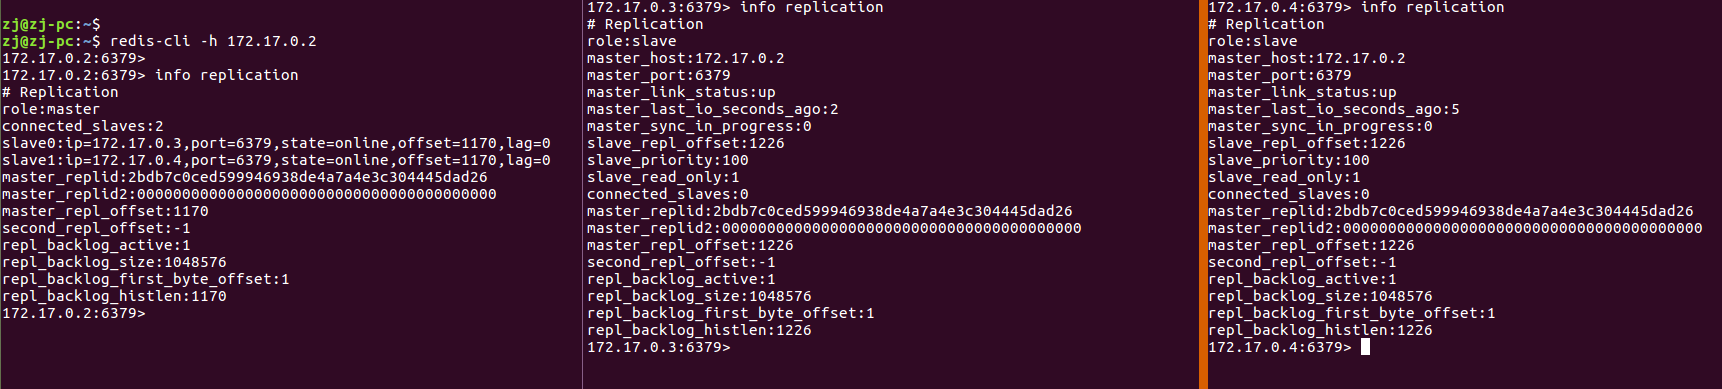 zj@zj-pc:~$
zj@zj-pc:~$ redis-cli -h 172.17.0.2
172.17.0.2:6379>
172.17.0.2:6379> info replication
# Replication
role:master
connected_slaves:2
slave0:ip=172.17.0.3,port=6379,state=online,offset=1170,lag=0
slave1:ip=172.17.0.4,port=6379,state=online,offset=1170,lag=0
master_replid:2bdb7c0ced599946938de4a7a4e3c304445dad26
master_replid2:0000000000000000000000000000000000000000
master_repl_offset:1170
second_repl_offset:-1
repl_backlog_active:1
repl_backlog_size:1048576
repl_backlog_first_byte_offset:1
repl_backlog_histlen:1170
172.17.0.2:6379>
172.17.0.3:6379> info replication
# Replication
role:slave
master_host:172.17.0.2
master_port:6379
master_link_status:up
master_last_io_seconds_ago:2
master_sync_in_progress:0
slave_repl_offset:1226
slave_priority:100
slave_read_only:1
connected_slaves:0
master_replid:2bdb7c0ced599946938de4a7a4e3c304445dad26
master_replid2:0000000000000000000000000000000000000000
master_repl_offset:1226
second_repl_offset:-1
repl_backlog_active:1
repl_backlog_size:1048576
repl_backlog_first_byte_offset:1
repl_backlog_histlen:1226
172.17.0.3:6379>
172.17.0.4:6379> info replication
# Replication
role:slave
master_host:172.17.0.2
master_port:6379
master_link_status:up
master_last_io_seconds_ago:5
master_sync_in_progress:0
slave_repl_offset:1226
slave_priority:100
slave_read_only:1
connected_slaves:0
master_replid:2bdb7c0ced599946938de4a7a4e3c304445dad26
master_replid2:0000000000000000000000000000000000000000
master_repl_offset:1226
second_repl_offset:-1
repl_backlog_active:1
repl_backlog_size:1048576
repl_backlog_first_byte_offset:1
repl_backlog_histlen:1226
172.17.0.4:6379>